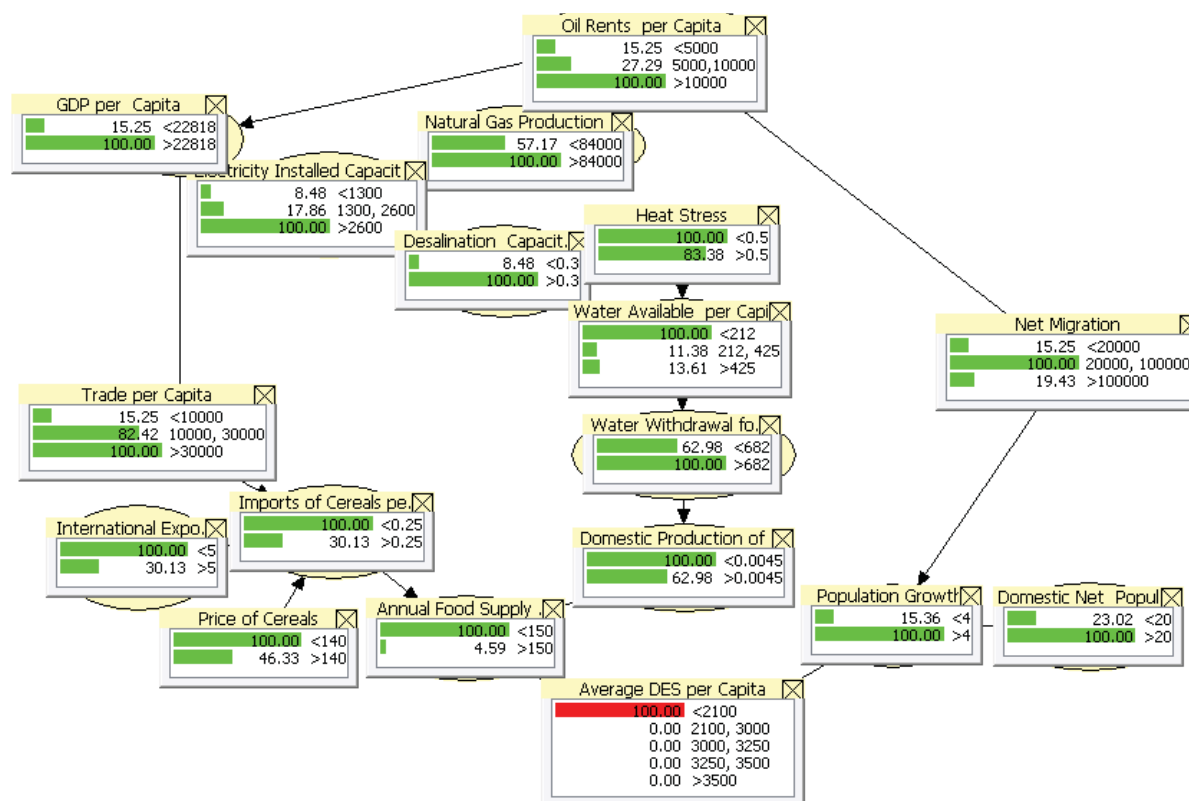 Oil Rents per Capita
15.25 <5000
27.29 5000,10000
100.00 >10000
GDP per Capita
15.25 <22818
100.00 >22818
Natural Gas Production
57.17 <84000
100.00 >84000
Electricity Installed Capacit
8.48 <1300
17.86 1300, 2600
100.00 >2600
Heat Stress
100.00 <0.5
83.38 >0.5
Desalination Capacit.
8.48 <0.3
100.00 >0.3
Water Available per Capi
100.00 <212
11.38 212, 425
13.61 >425
Net Migration
15.25 <20000
100.00 20000, 100000
19.43 >100000
Trade per Capita
15.25 <10000
82.42 10000, 30000
100.00 >30000
Water Withdrawal fo.
62.98 <682
100.00 >682
Imports of Cereals pe.
100.00 <0.25
30.13 >0.25
International Expo.
100.00 <5
30.13 >5
Domestic Production of
100.00 <0.0045
62.98 >0.0045
Price of Cereals
100.00 <140
46.33 >140
Annual Food Supply .
100.00 <150
4.59 >150
Population Growth
15.36 <4
100.00 >4
Domestic Net Popul
23.02 <20
100.00 >20
Average DES per Capita
100.00 <2100
0.00 2100, 3000
0.00 3000, 3250
0.00 3250, 3500
0.00 >3500